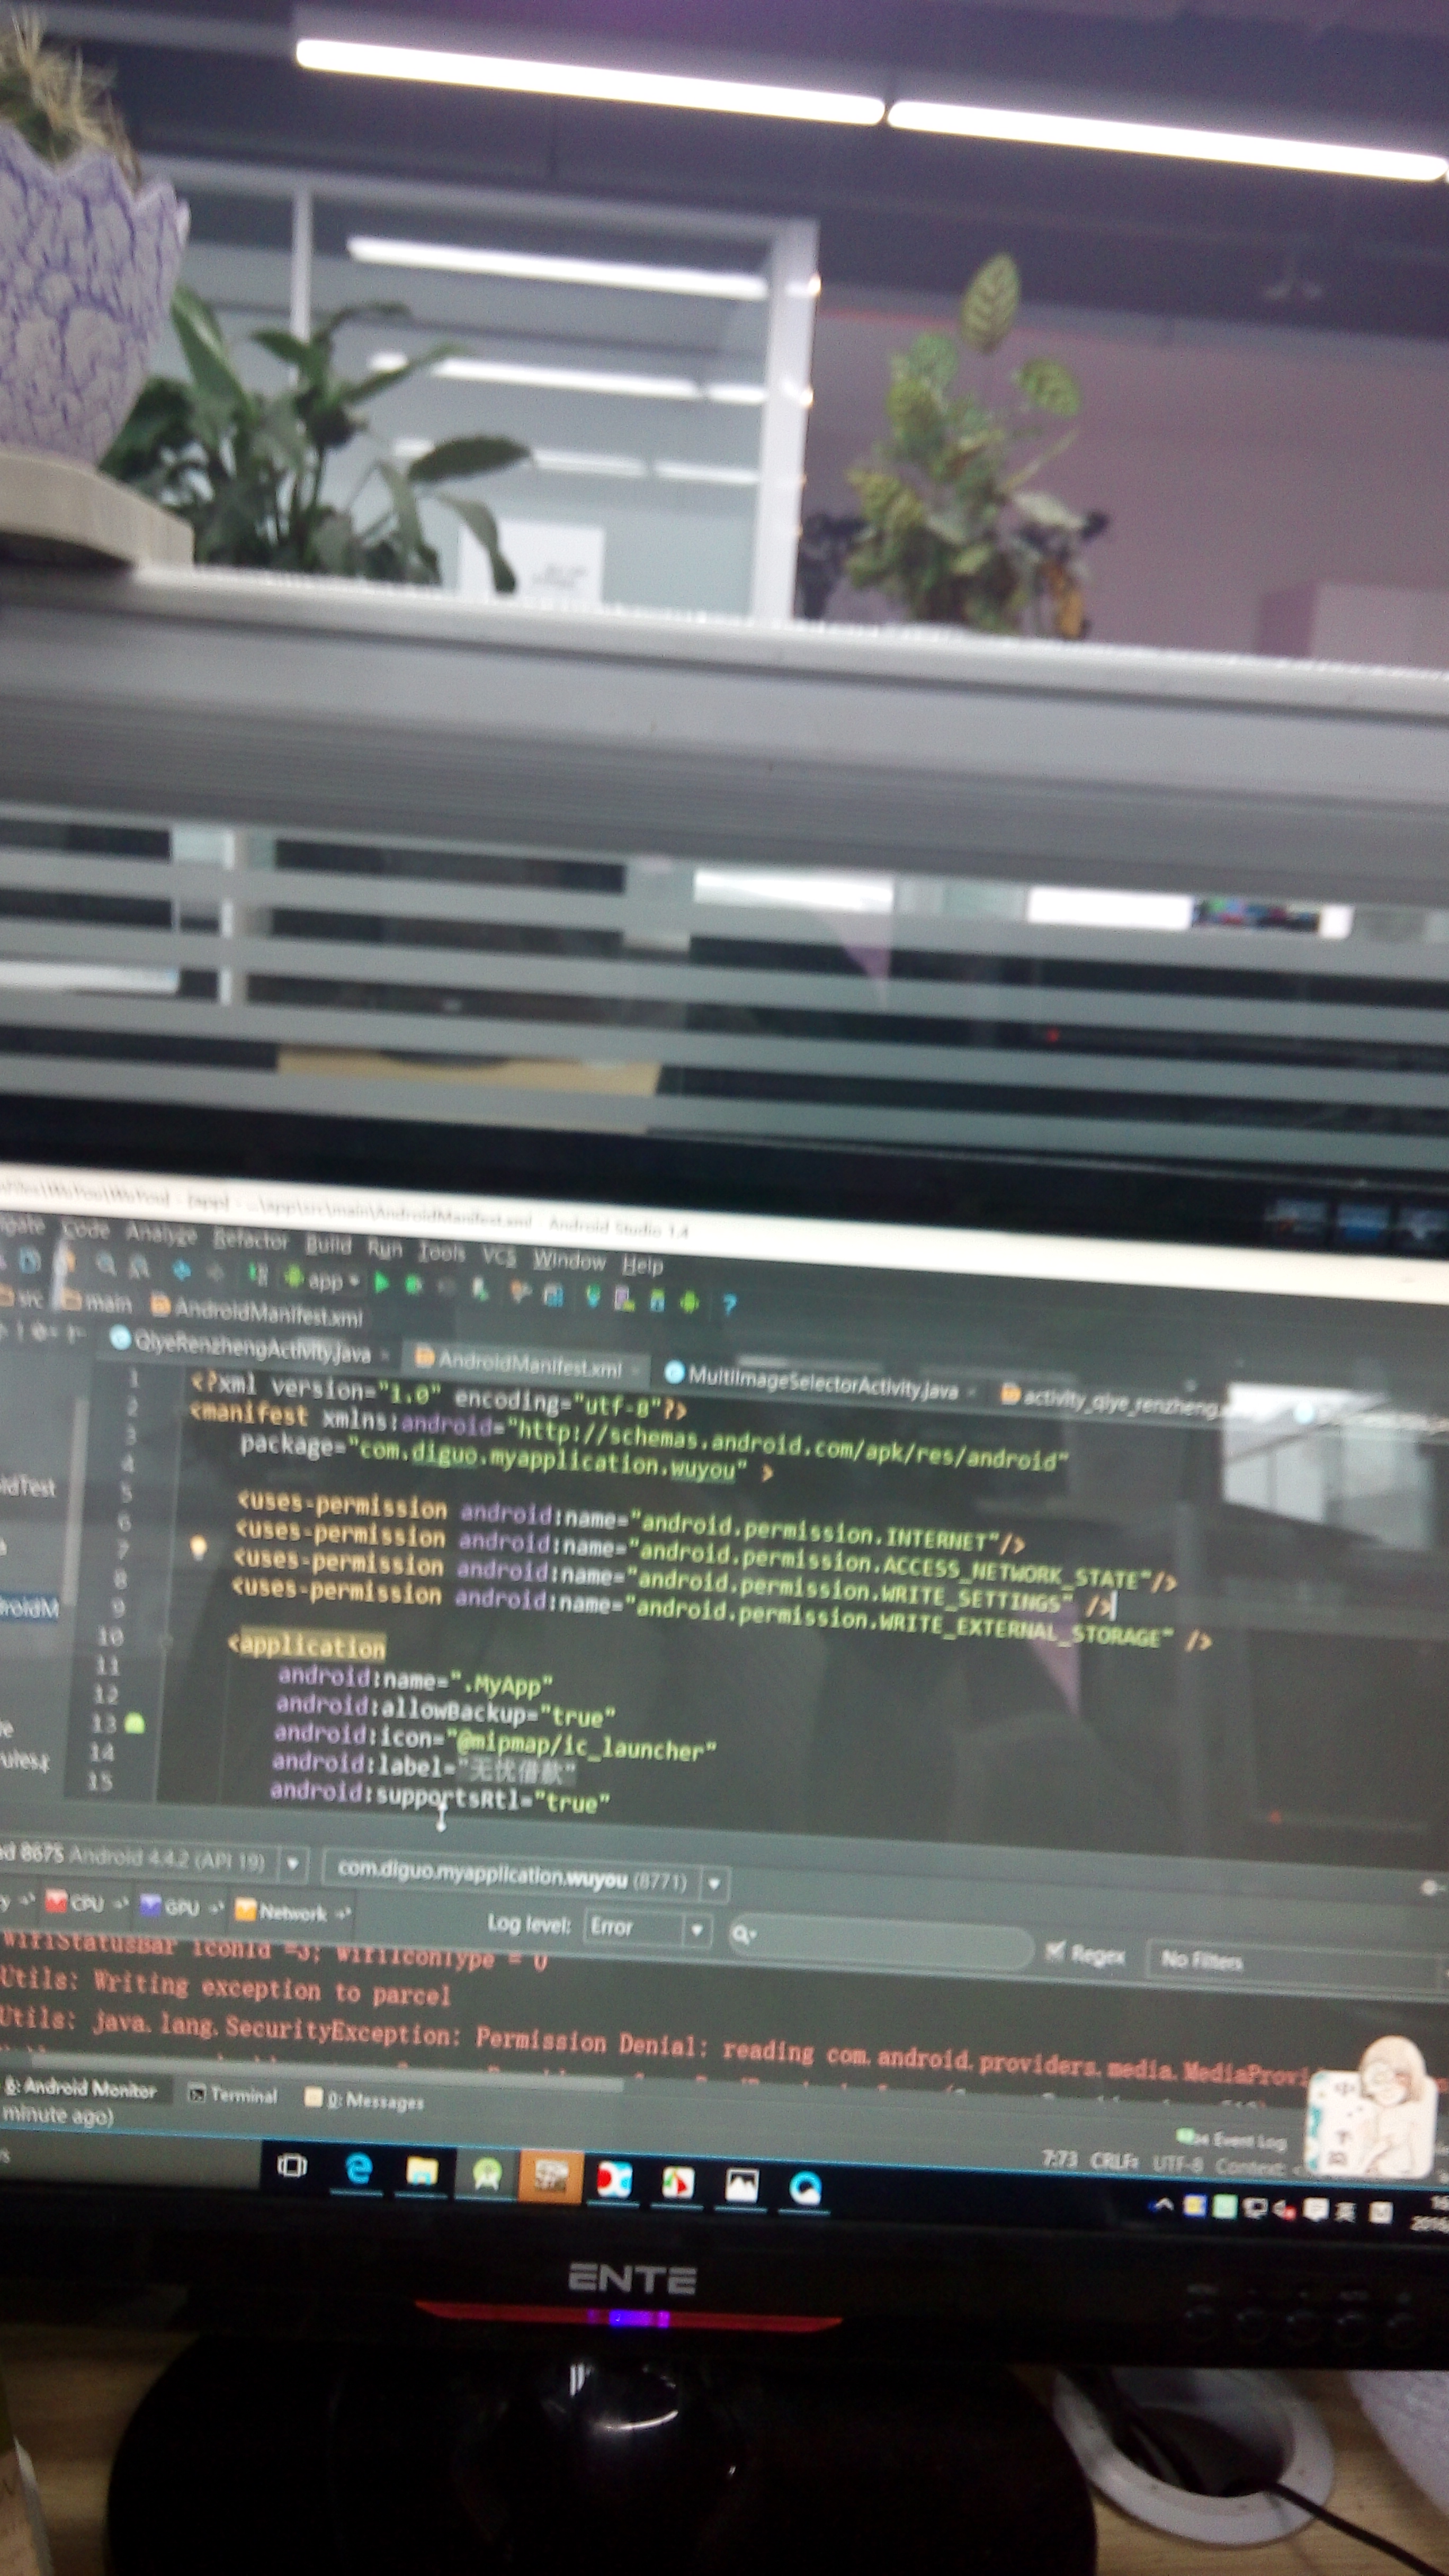 ...\app\src\main\AndroidManifest.xml - Android Studio 1.4
Code Analyze Refactor Build Run Tools VCS Window Help
app
src main AndroidManifest.xml
QiyeRenzhengActivity.java AndroidManifest.xml MultiImageSelectorActivity.java activity_qiye_renzheng
1 <?xml version="1.0" encoding="utf-8"?>
2 <manifest xmlns:android="http://schemas.android.com/apk/res/android"
3 package="com.diguo.myapplication.wuyou" >
4
5 <uses-permission android:name="android.permission.INTERNET"/>
6 <uses-permission android:name="android.permission.ACCESS_NETWORK_STATE"/>
7 <uses-permission android:name="android.permission.WRITE_SETTINGS" />
8 <uses-permission android:name="android.permission.WRITE_EXTERNAL_STORAGE" />
9
10 <application
11 android:name=".MyApp"
12 android:allowBackup="true"
13 android:icon="@mipmap/ic_launcher"
14 android:label="无忧借款"
15 android:supportsRtl="true"
8675 Android 4.4.2 (API 19) com.diguo.myapplication.wuyou (8771)
CPU GPU Network
Log level: Error Regex No Filters
WifiStatusBar iconId =3; wifiIconType = 0
Utils: Writing exception to parcel
Utils: java.lang.SecurityException: Permission Denial: reading com.android.providers.media.MediaProvi
6: Android Monitor Terminal 0: Messages
minute ago) Event Log
7:73 CRLF UTF-8 Context:
英
ENTE